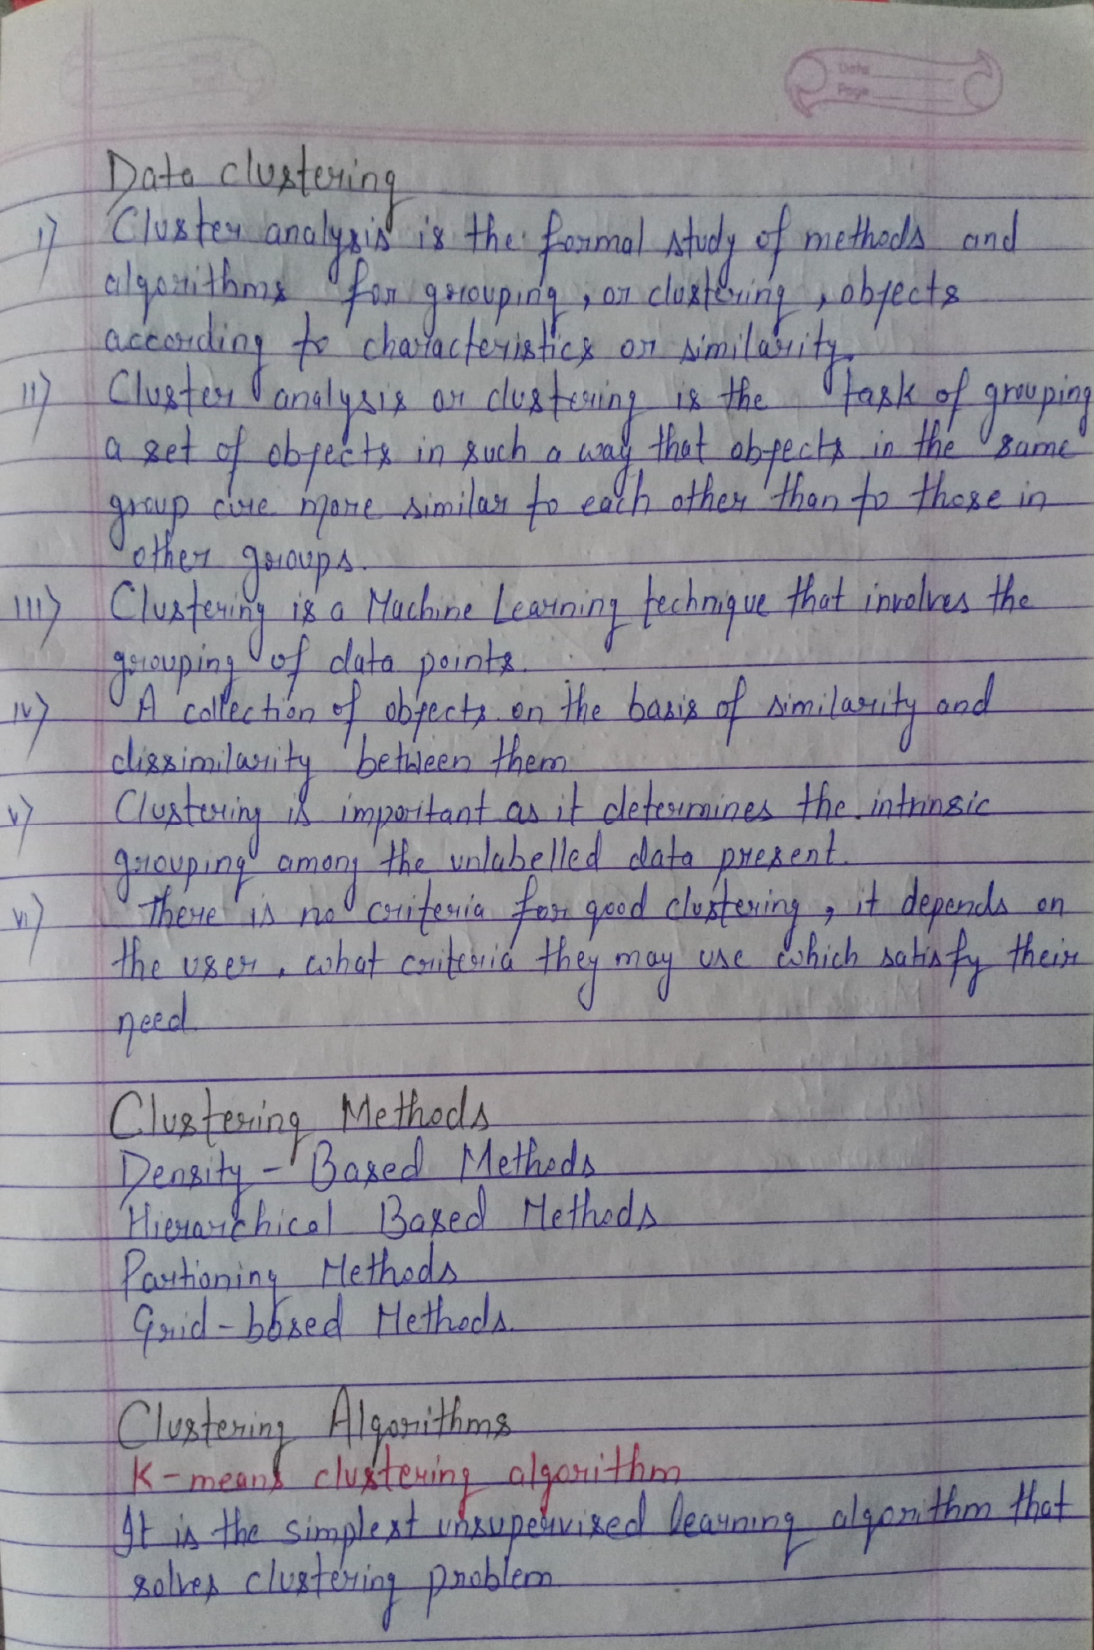 Date
Page
Data clustering
i) Cluster analysis is the formal study of methods and
algorithms for grouping, or clustering, objects
according to characteristics or similarity.
ii) Cluster analysis or clustering is the task of grouping
a set of objects in such a way that objects in the same
group are more similar to each other than to those in
other groups.
iii) Clustering is a Machine Learning technique that involves the
grouping of data points.
iv) A collection of objects on the basis of similarity and
dissimilarity between them
v) Clustering is important as it determines the intrinsic
grouping among the unlabelled data present.
vi) There is no criteria for good clustering, it depends on
the user, what criteria they may use which satisfy their
need.
Clustering Methods
Density - Based Methods
Hierarchical Based Methods
Partioning Methods
Grid-based Methods.
Clustering Algorithms
K-means clustering algorithm
It is the simplest unsupervised learning algorithm that
solves clustering problem